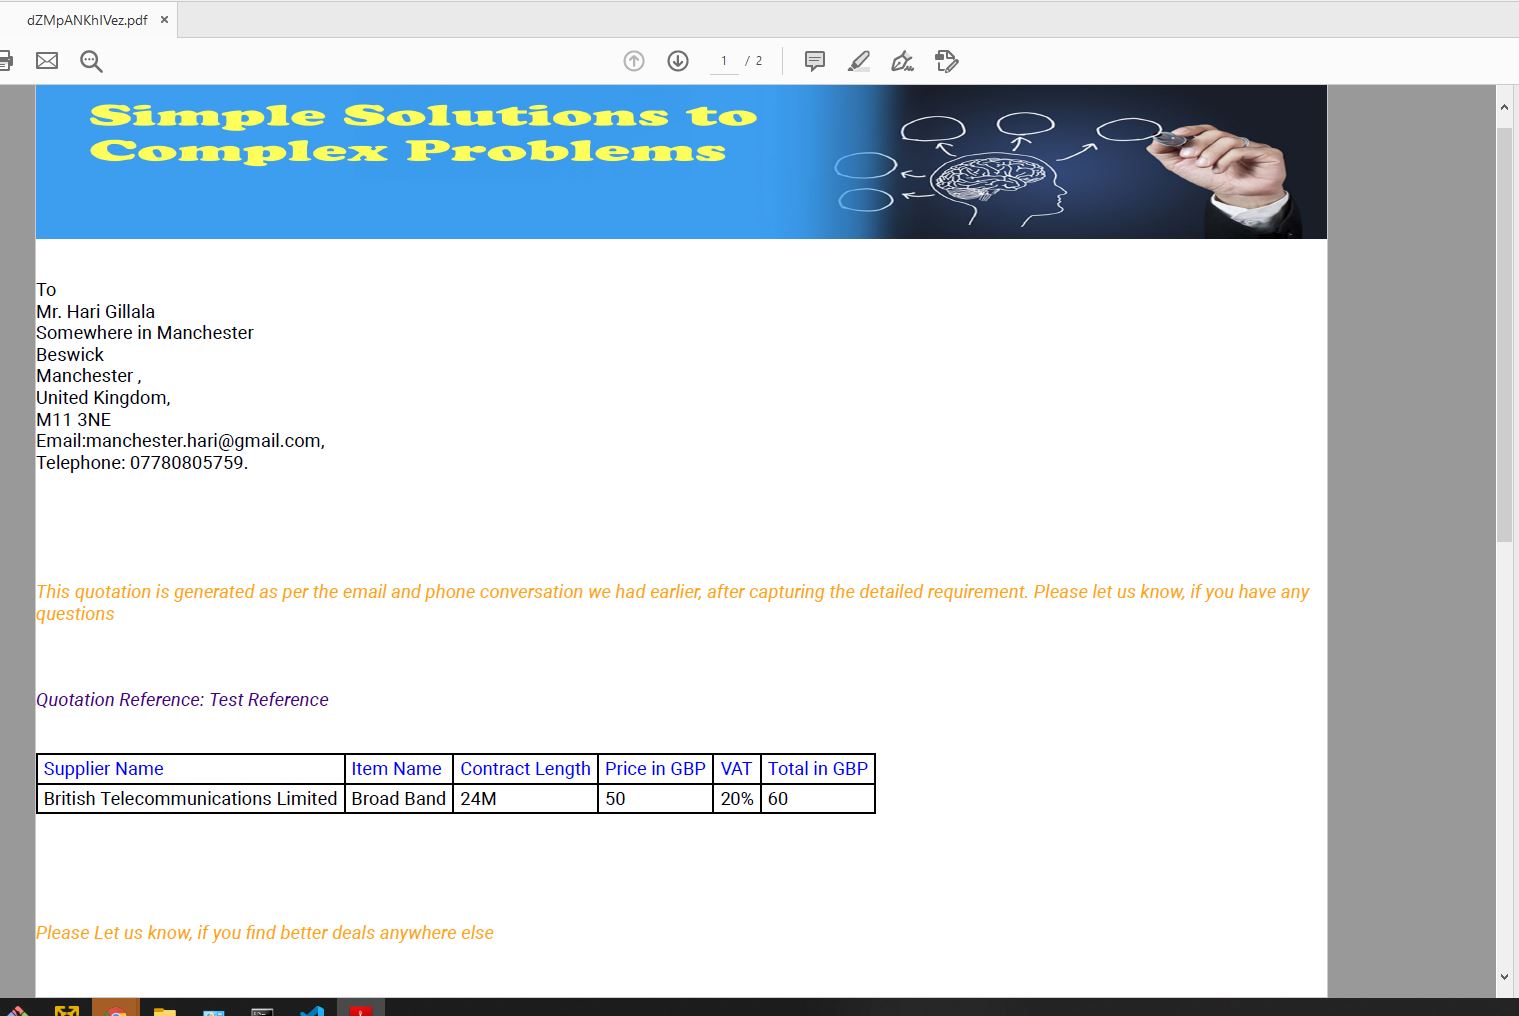 dZMpANKhIVez.pdf ×
1 / 2
Simple Solutions to
Complex Problems
To
Mr. Hari Gillala
Somewhere in Manchester
Beswick
Manchester ,
United Kingdom,
M11 3NE
Email:manchester.hari@gmail.com,
Telephone: 07780805759.
This quotation is generated as per the email and phone conversation we had earlier, after capturing the detailed requirement. Please let us know, if you have any
questions
Quotation Reference: Test Reference
Supplier Name Item Name Contract Length Price in GBP VAT Total in GBP
British Telecommunications Limited Broad Band 24M 50 20% 60
Please Let us know, if you find better deals anywhere else